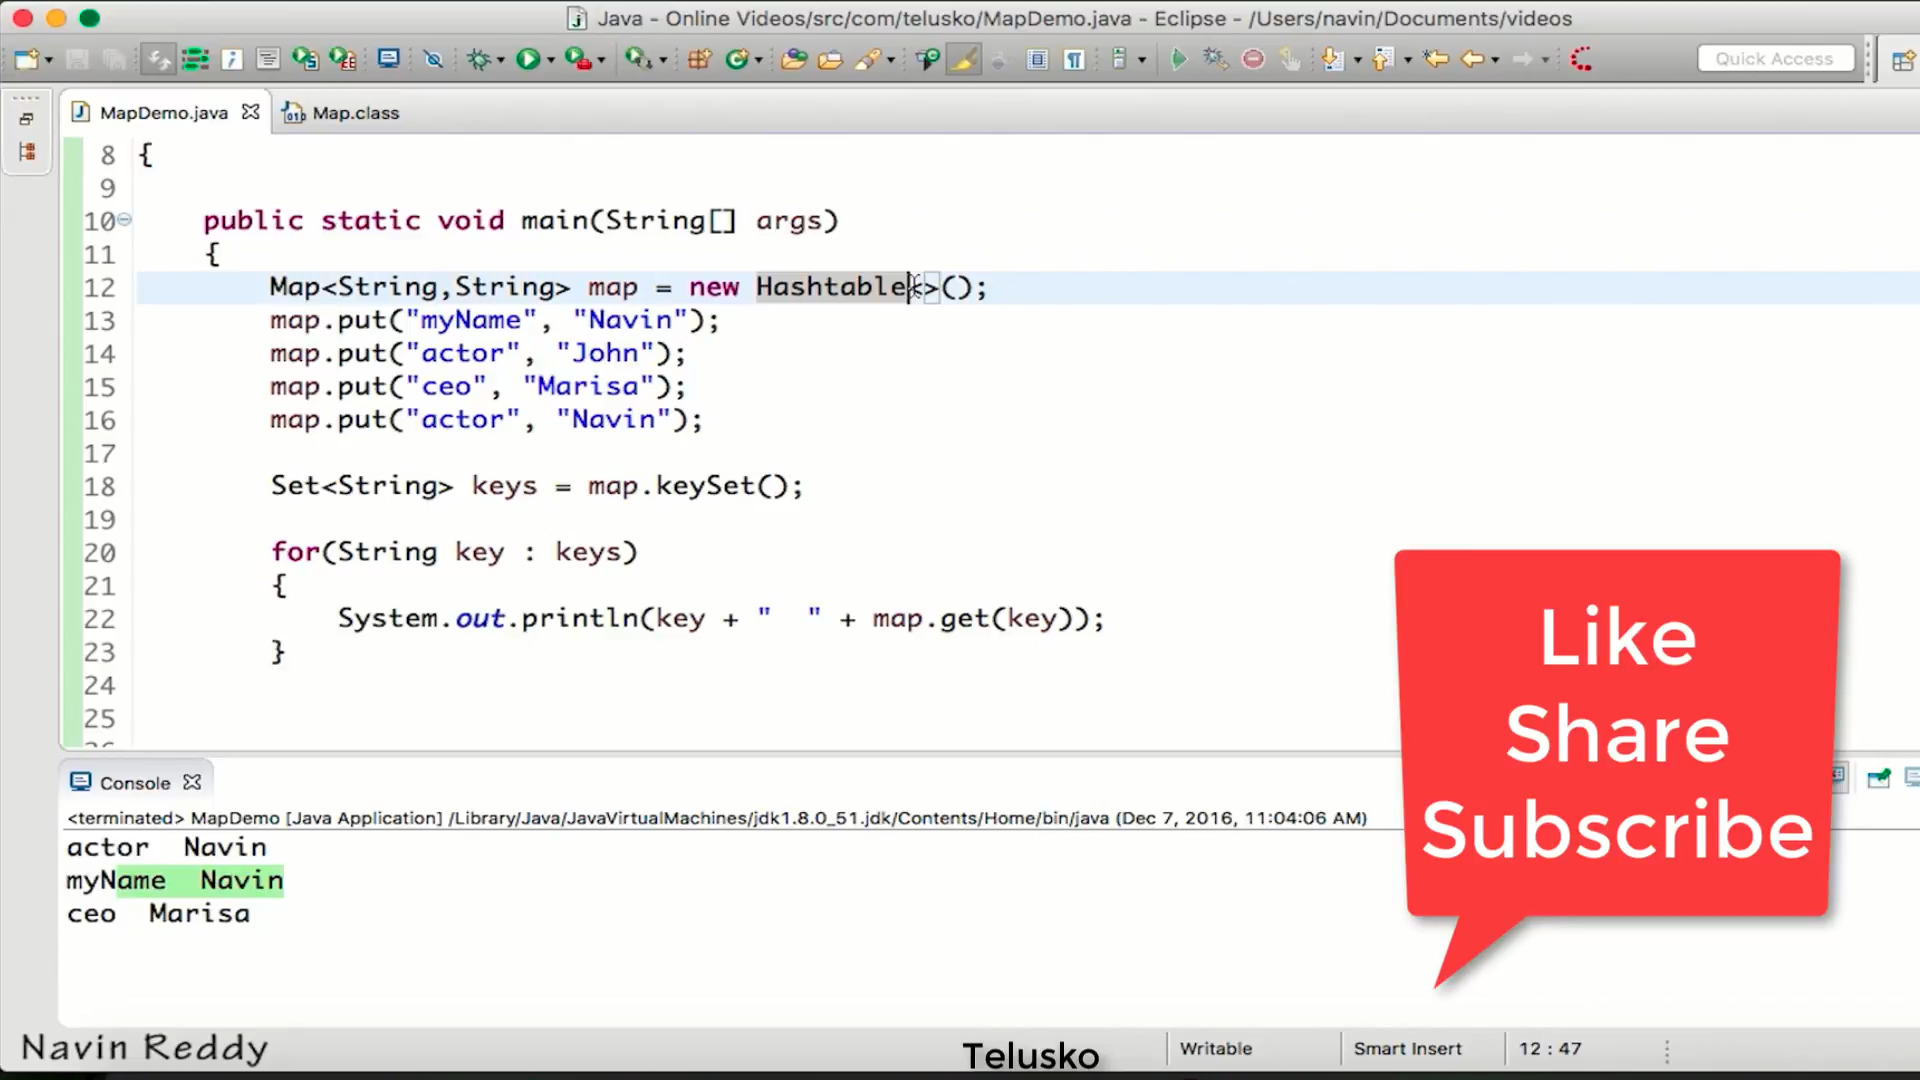 Java - Online Videos/src/com/telusko/MapDemo.java - Eclipse - /Users/navin/Documents/videos
Quick Access
MapDemo.java Map.class
8 {
9
10 public static void main(String[] args)
11 {
12 Map<String,String> map = new Hashtable<>();
13 map.put("myName", "Navin");
14 map.put("actor", "John");
15 map.put("ceo", "Marisa");
16 map.put("actor", "Navin");
17
18 Set<String> keys = map.keySet();
19
20 for(String key : keys)
21 {
22 System.out.println(key + "  " + map.get(key));
23 }
24
25
Like
Share
Subscribe
Console
<terminated> MapDemo [Java Application] /Library/Java/JavaVirtualMachines/jdk1.8.0_51.jdk/Contents/Home/bin/java (Dec 7, 2016, 11:04:06 AM)
actor  Navin
myName  Navin
ceo  Marisa
Navin Reddy
Telusko
Writable
Smart Insert
12 : 47